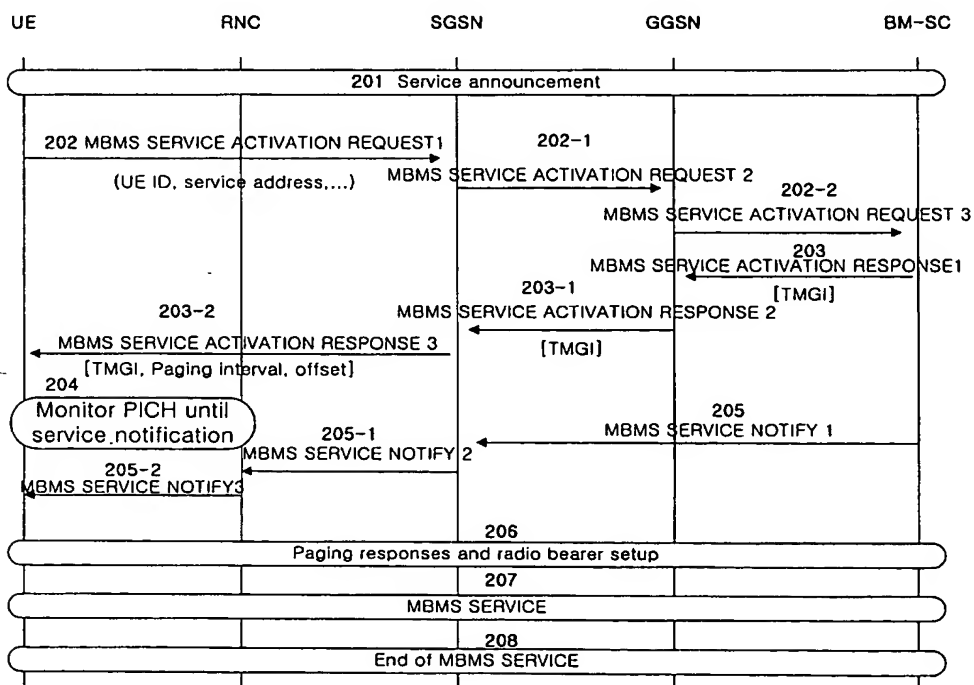 UE RNC SGSN GGSN BM-SC
201 Service announcement
202 MBMS SERVICE ACTIVATION REQUEST1
(UE ID, service address,...)
202-1
MBMS SERVICE ACTIVATION REQUEST 2
202-2
MBMS SERVICE ACTIVATION REQUEST 3
203
MBMS SERVICE ACTIVATION RESPONSE1
[TMGI]
203-1
MBMS SERVICE ACTIVATION RESPONSE 2
[TMGI]
203-2
MBMS SERVICE ACTIVATION RESPONSE 3
[TMGI, Paging interval, offset]
204
Monitor PICH until
service notification
205
MBMS SERVICE NOTIFY 1
205-1
MBMS SERVICE NOTIFY 2
205-2
MBMS SERVICE NOTIFY3
206
Paging responses and radio bearer setup
207
MBMS SERVICE
208
End of MBMS SERVICE